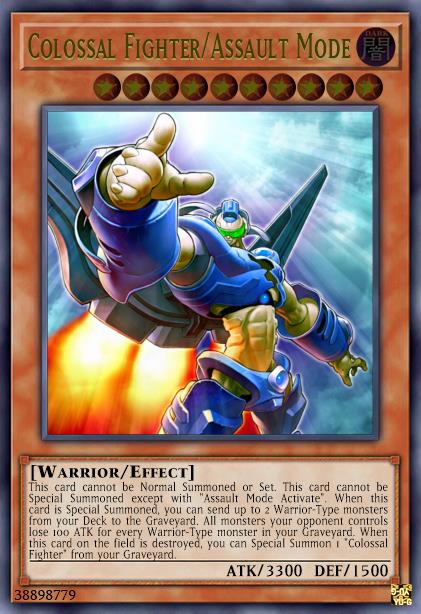 Colossal Fighter/Assault Mode
DARK
闇
[Warrior/Effect]
This card cannot be Normal Summoned or Set. This card cannot be
Special Summoned except with "Assault Mode Activate". When this
card is Special Summoned, you can send up to 2 Warrior-Type monsters
from your Deck to the Graveyard. All monsters your opponent controls
lose 100 ATK for every Warrior-Type monster in your Graveyard. When
this card on the field is destroyed, you can Special Summon 1 "Colossal
Fighter" from your Graveyard.
ATK/3300 DEF/1500
38898779